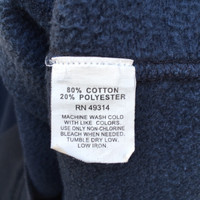 80% COTTON
20% POLYESTER
RN 49314
MACHINE WASH COLD
WITH LIKE COLORS.
USE ONLY NON-CHLORINE
BLEACH WHEN NEEDED.
TUMBLE DRY LOW.
LOW IRON.